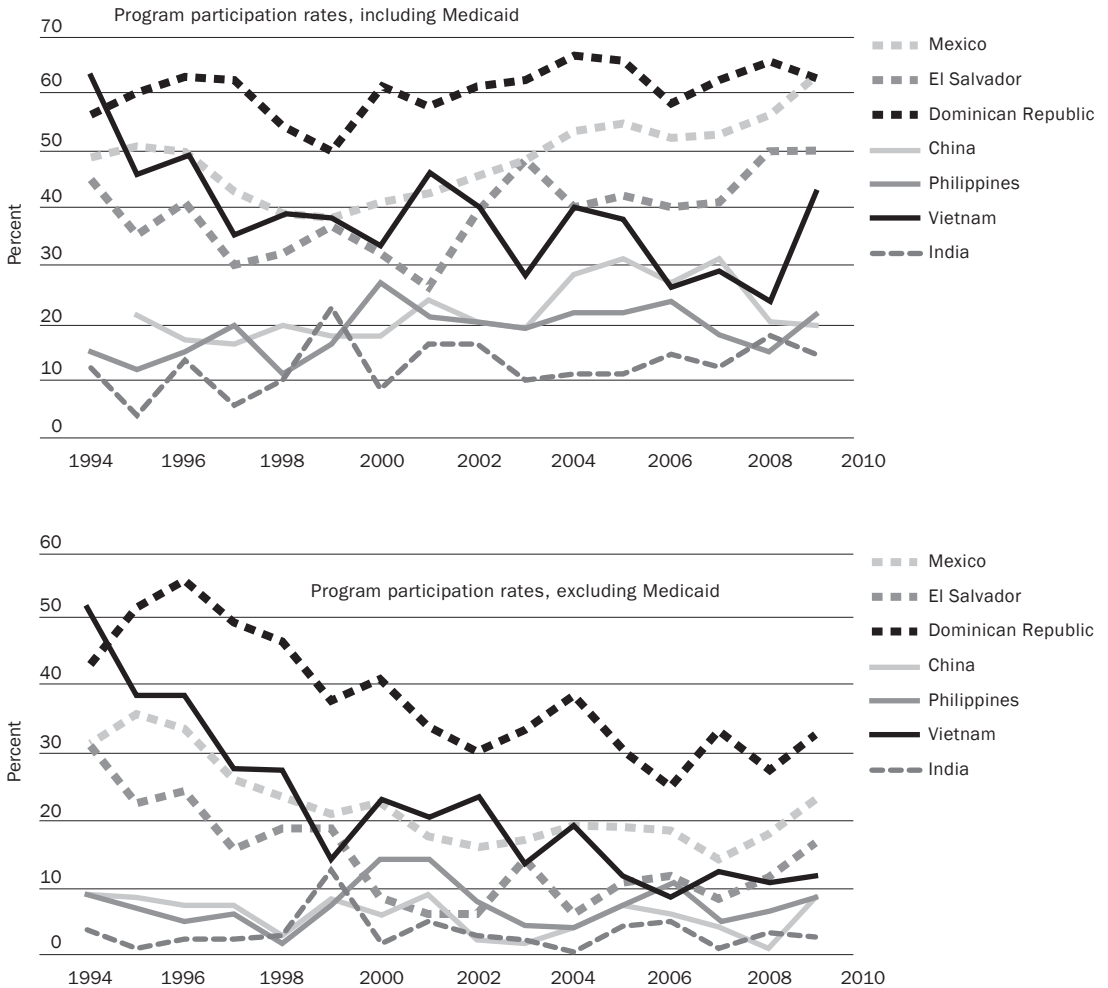 Program participation rates, including Medicaid
70
60
50
40
30
20
10
0
Percent
1994 1996 1998 2000 2002 2004 2006 2008 2010
Mexico
El Salvador
Dominican Republic
China
Philippines
Vietnam
India
Program participation rates, excluding Medicaid
60
50
40
30
20
10
0
Percent
1994 1996 1998 2000 2002 2004 2006 2008 2010
Mexico
El Salvador
Dominican Republic
China
Philippines
Vietnam
India